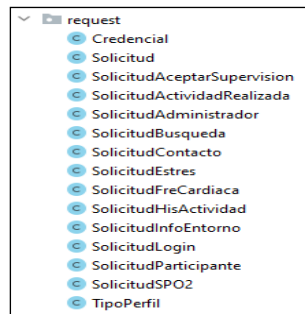 request
Credencial
Solicitud
SolicitudAceptarSupervision
SolicitudActividadRealizada
SolicitudAdministrador
SolicitudBusqueda
SolicitudContacto
SolicitudEstres
SolicitudFreCardiaca
SolicitudHisActividad
SolicitudInfoEntorno
SolicitudLogin
SolicitudParticipante
SolicitudSPO2
TipoPerfil